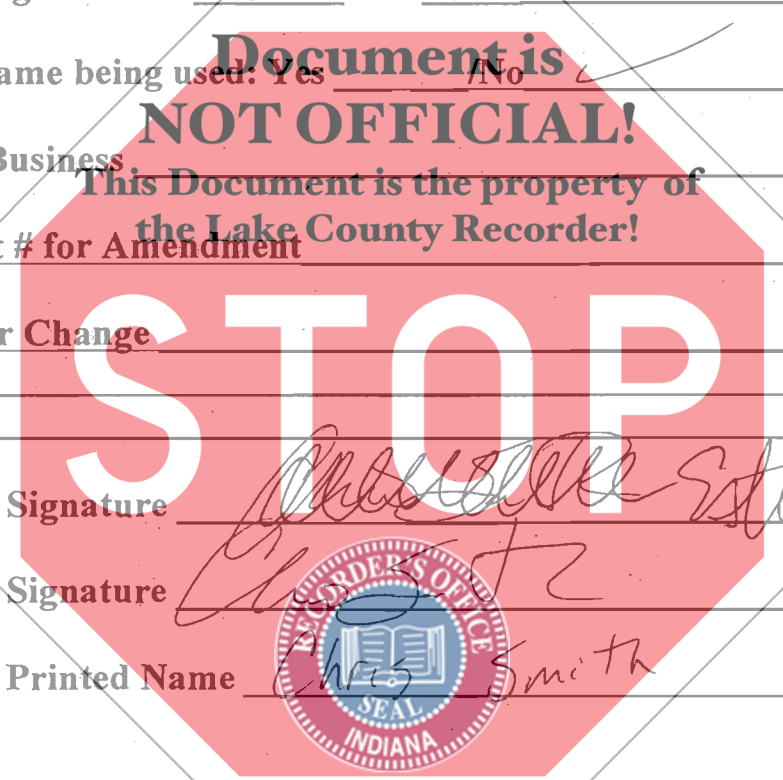 ame being used: Yes /No
Document is
NOT OFFICIAL!
Business
This Document is the property of
the Lake County Recorder!
# for Amendment
r Change
STOP
Signature
Signature
RECORDER'S OFFICE
Printed Name Chris Smith
SEAL
INDIANA